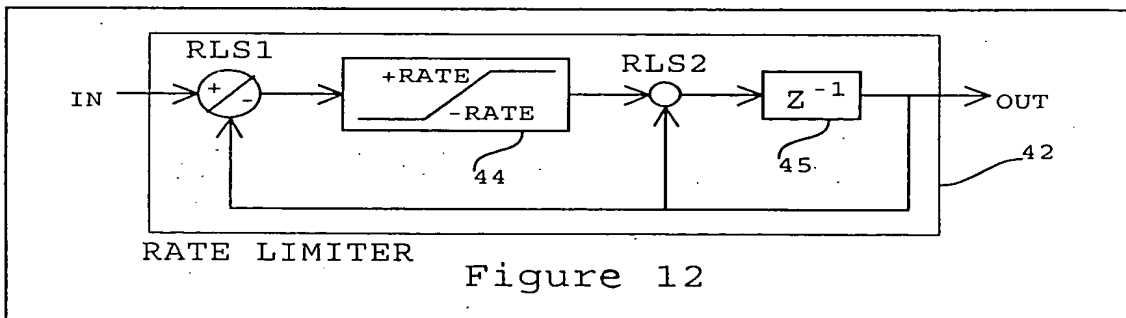 RLS1
+ -
+RATE
-RATE
RLS2
Z-1
IN
OUT
44
45
42
RATE LIMITER
Figure 12